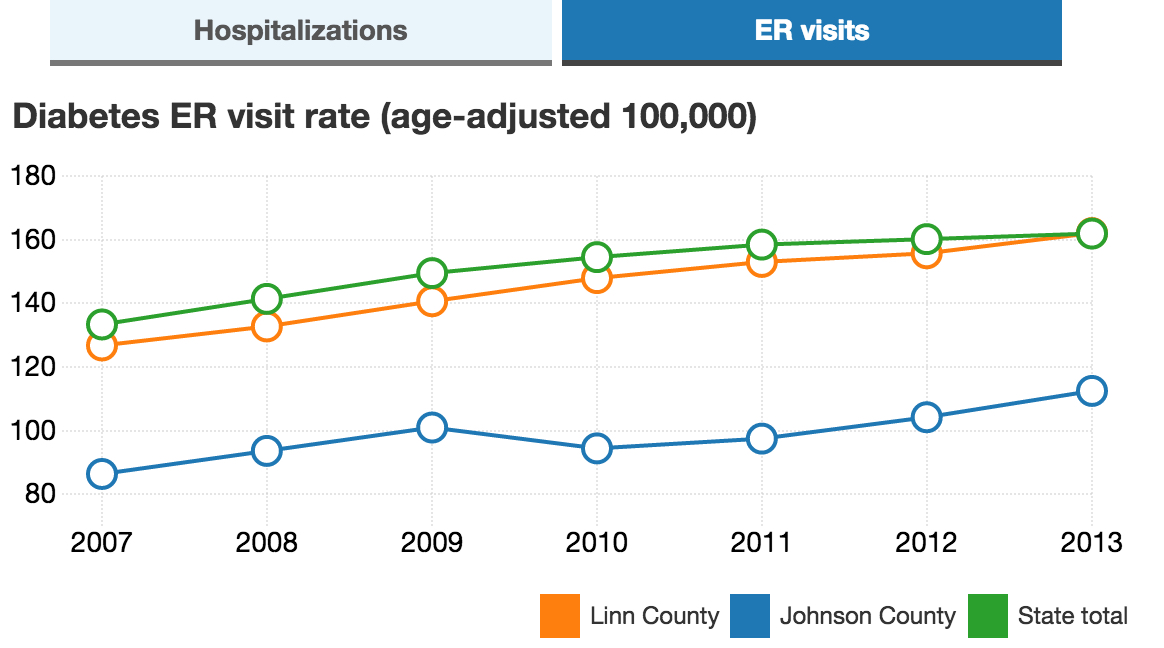 Hospitalizations
ER visits
Diabetes ER visit rate (age-adjusted 100,000)
180
160
140
120
100
80
2007 2008 2009 2010 2011 2012 2013
Linn County Johnson County State total